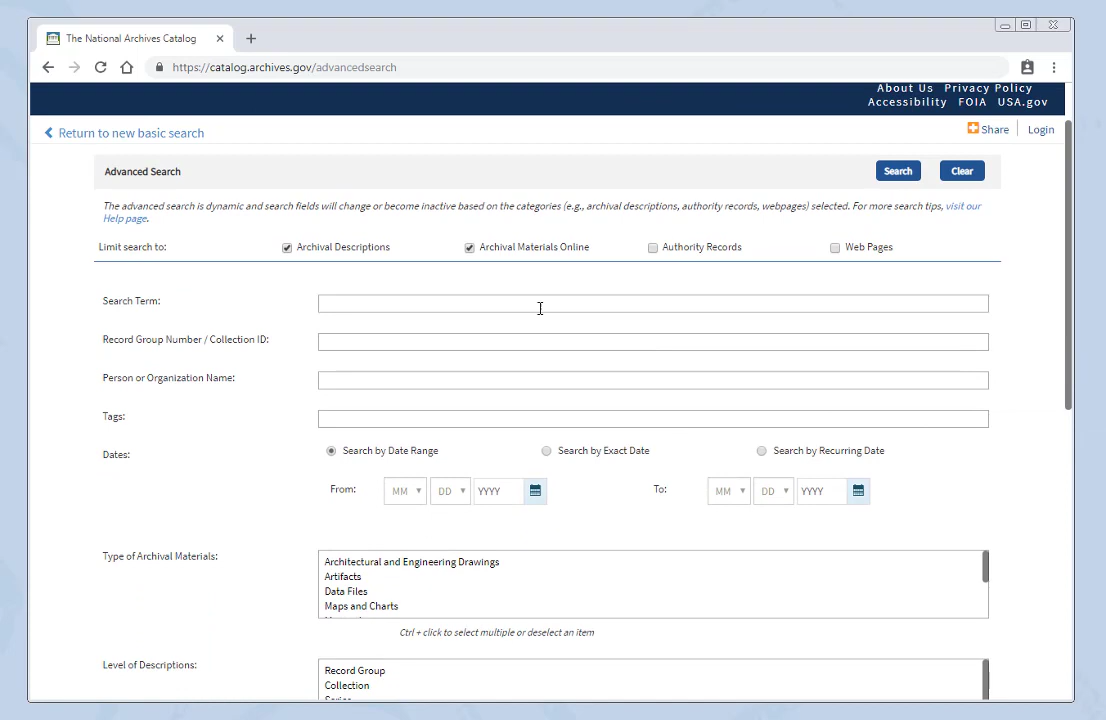 The National Archives Catalog
https://catalog.archives.gov/advancedsearch
About Us Privacy Policy
Accessibility FOIA USA.gov
Return to new basic search
Share Login
Advanced Search
Search Clear
The advanced search is dynamic and search fields will change or become inactive based on the categories (e.g., archival descriptions, authority records, webpages) selected. For more search tips, visit our
Help page.
Limit search to: Archival Descriptions Archival Materials Online Authority Records Web Pages
Search Term:
Record Group Number / Collection ID:
Person or Organization Name:
Tags:
Dates: Search by Date Range Search by Exact Date Search by Recurring Date
From: MM DD YYYY To: MM DD YYYY
Type of Archival Materials: Architectural and Engineering Drawings
Artifacts
Data Files
Maps and Charts
Ctrl + click to select multiple or deselect an item
Level of Descriptions: Record Group
Collection
Series